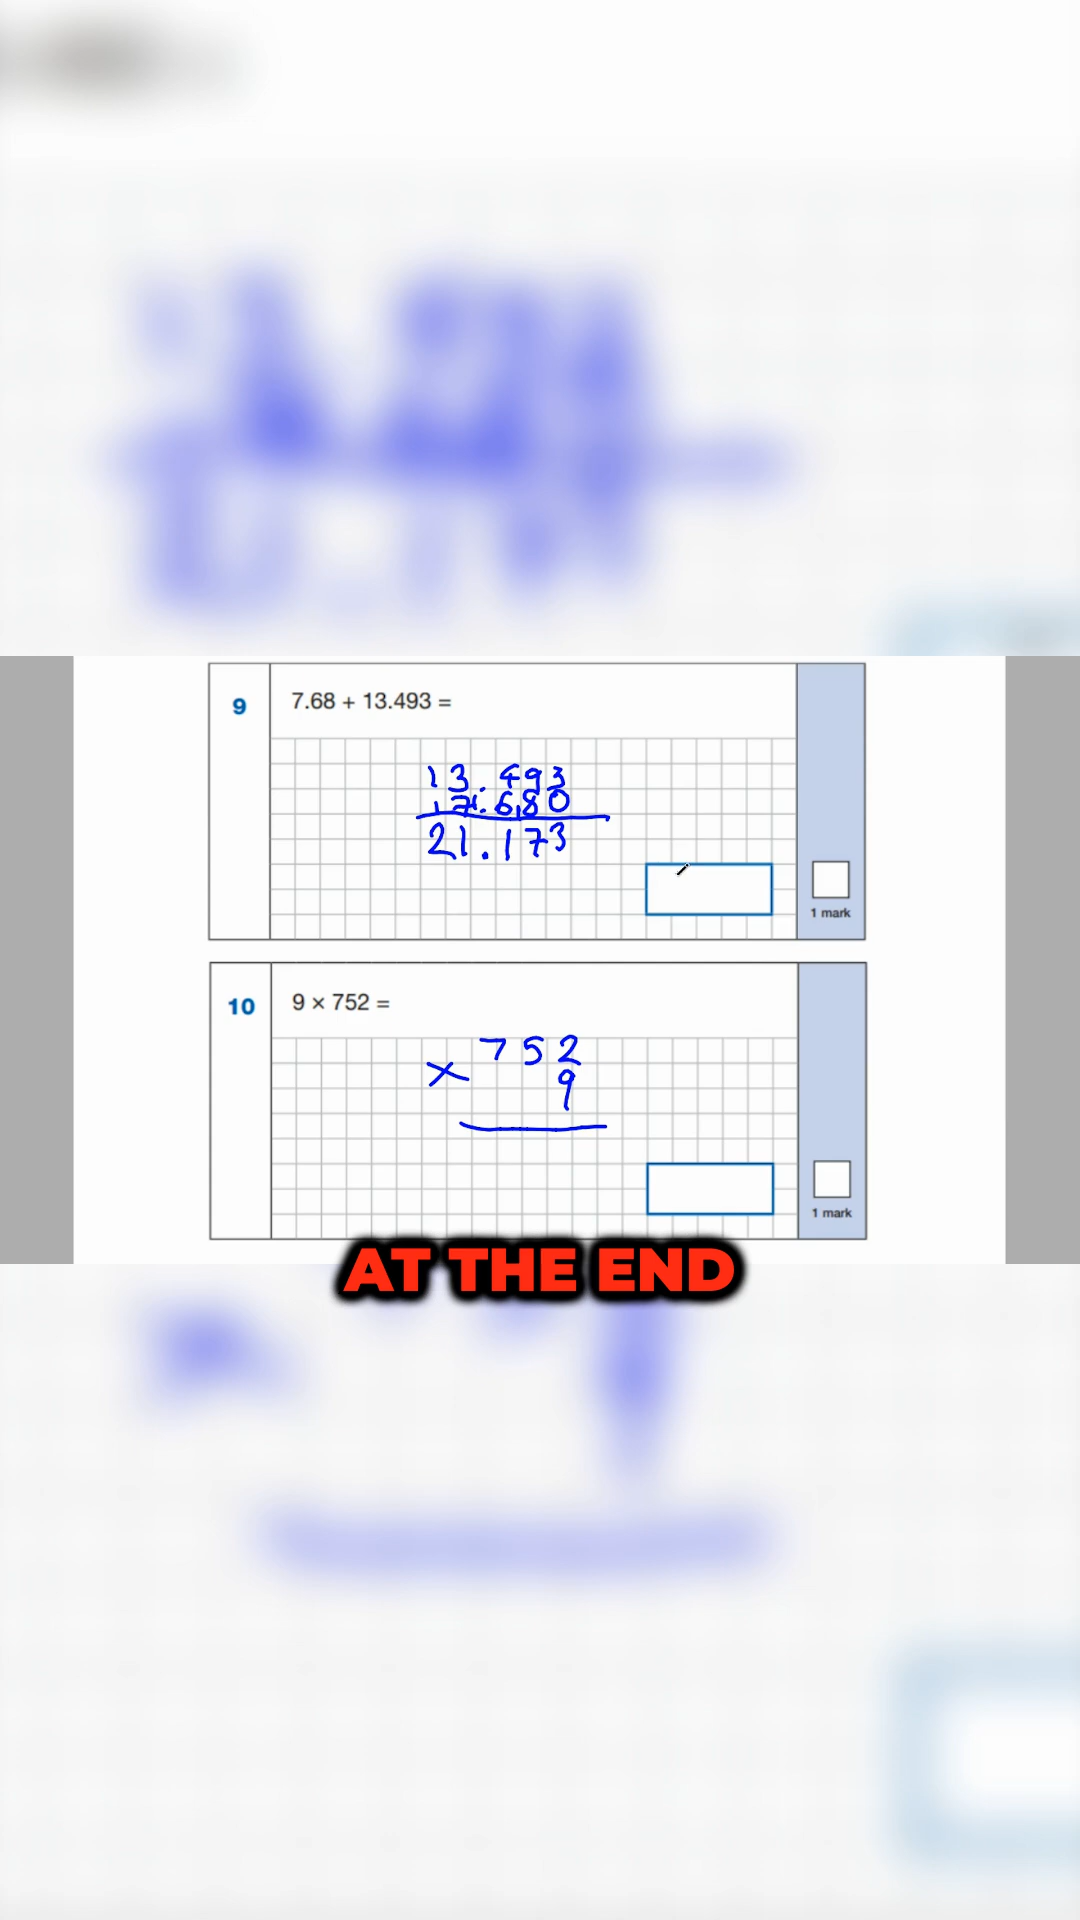 9
7.68 + 13.493 =
13.493
7.680
21.173
1 mark
10
9 × 752 =
752
× 9
1 mark
AT THE END